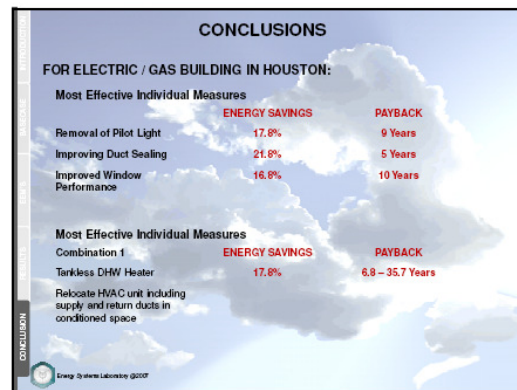 CONCLUSIONS
FOR ELECTRIC / GAS BUILDING IN HOUSTON:
Most Effective Individual Measures
ENERGY SAVINGS PAYBACK
Removal of Pilot Light 17.8% 9 Years
Improving Duct Sealing 21.8% 5 Years
Improved Window 16.8% 10 Years
Performance
Most Effective Individual Measures
Combination 1 ENERGY SAVINGS PAYBACK
Tankless DHW Heater 17.8% 6.8 – 35.7 Years
Relocate HVAC unit including
supply and return ducts in
conditioned space
INTRODUCTION
BASCASE
RESULTS
CONCLUSION
Energy Systems Laboratory @2007